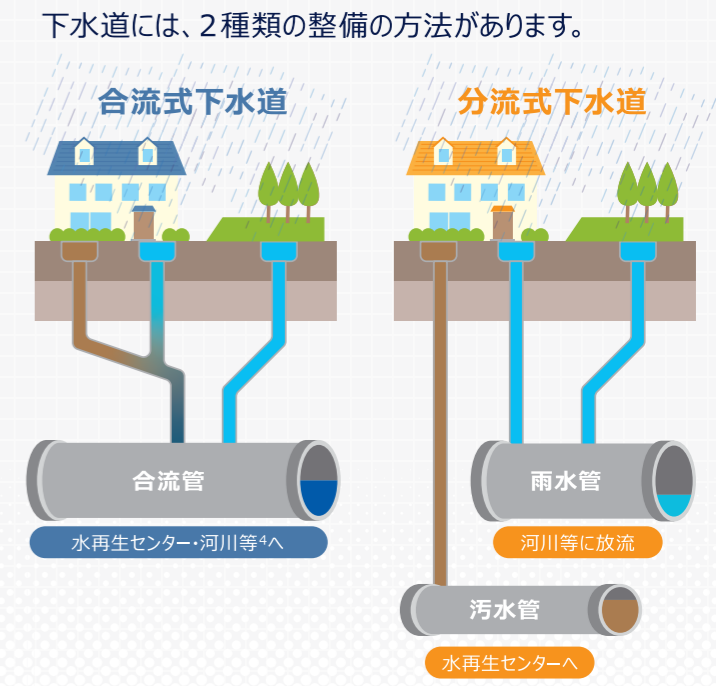 下水道には、2種類の整備の方法があります。
合流式下水道
分流式下水道
合流管
雨水管
水再生センター・河川等4へ
河川等に放流
汚水管
水再生センターへ